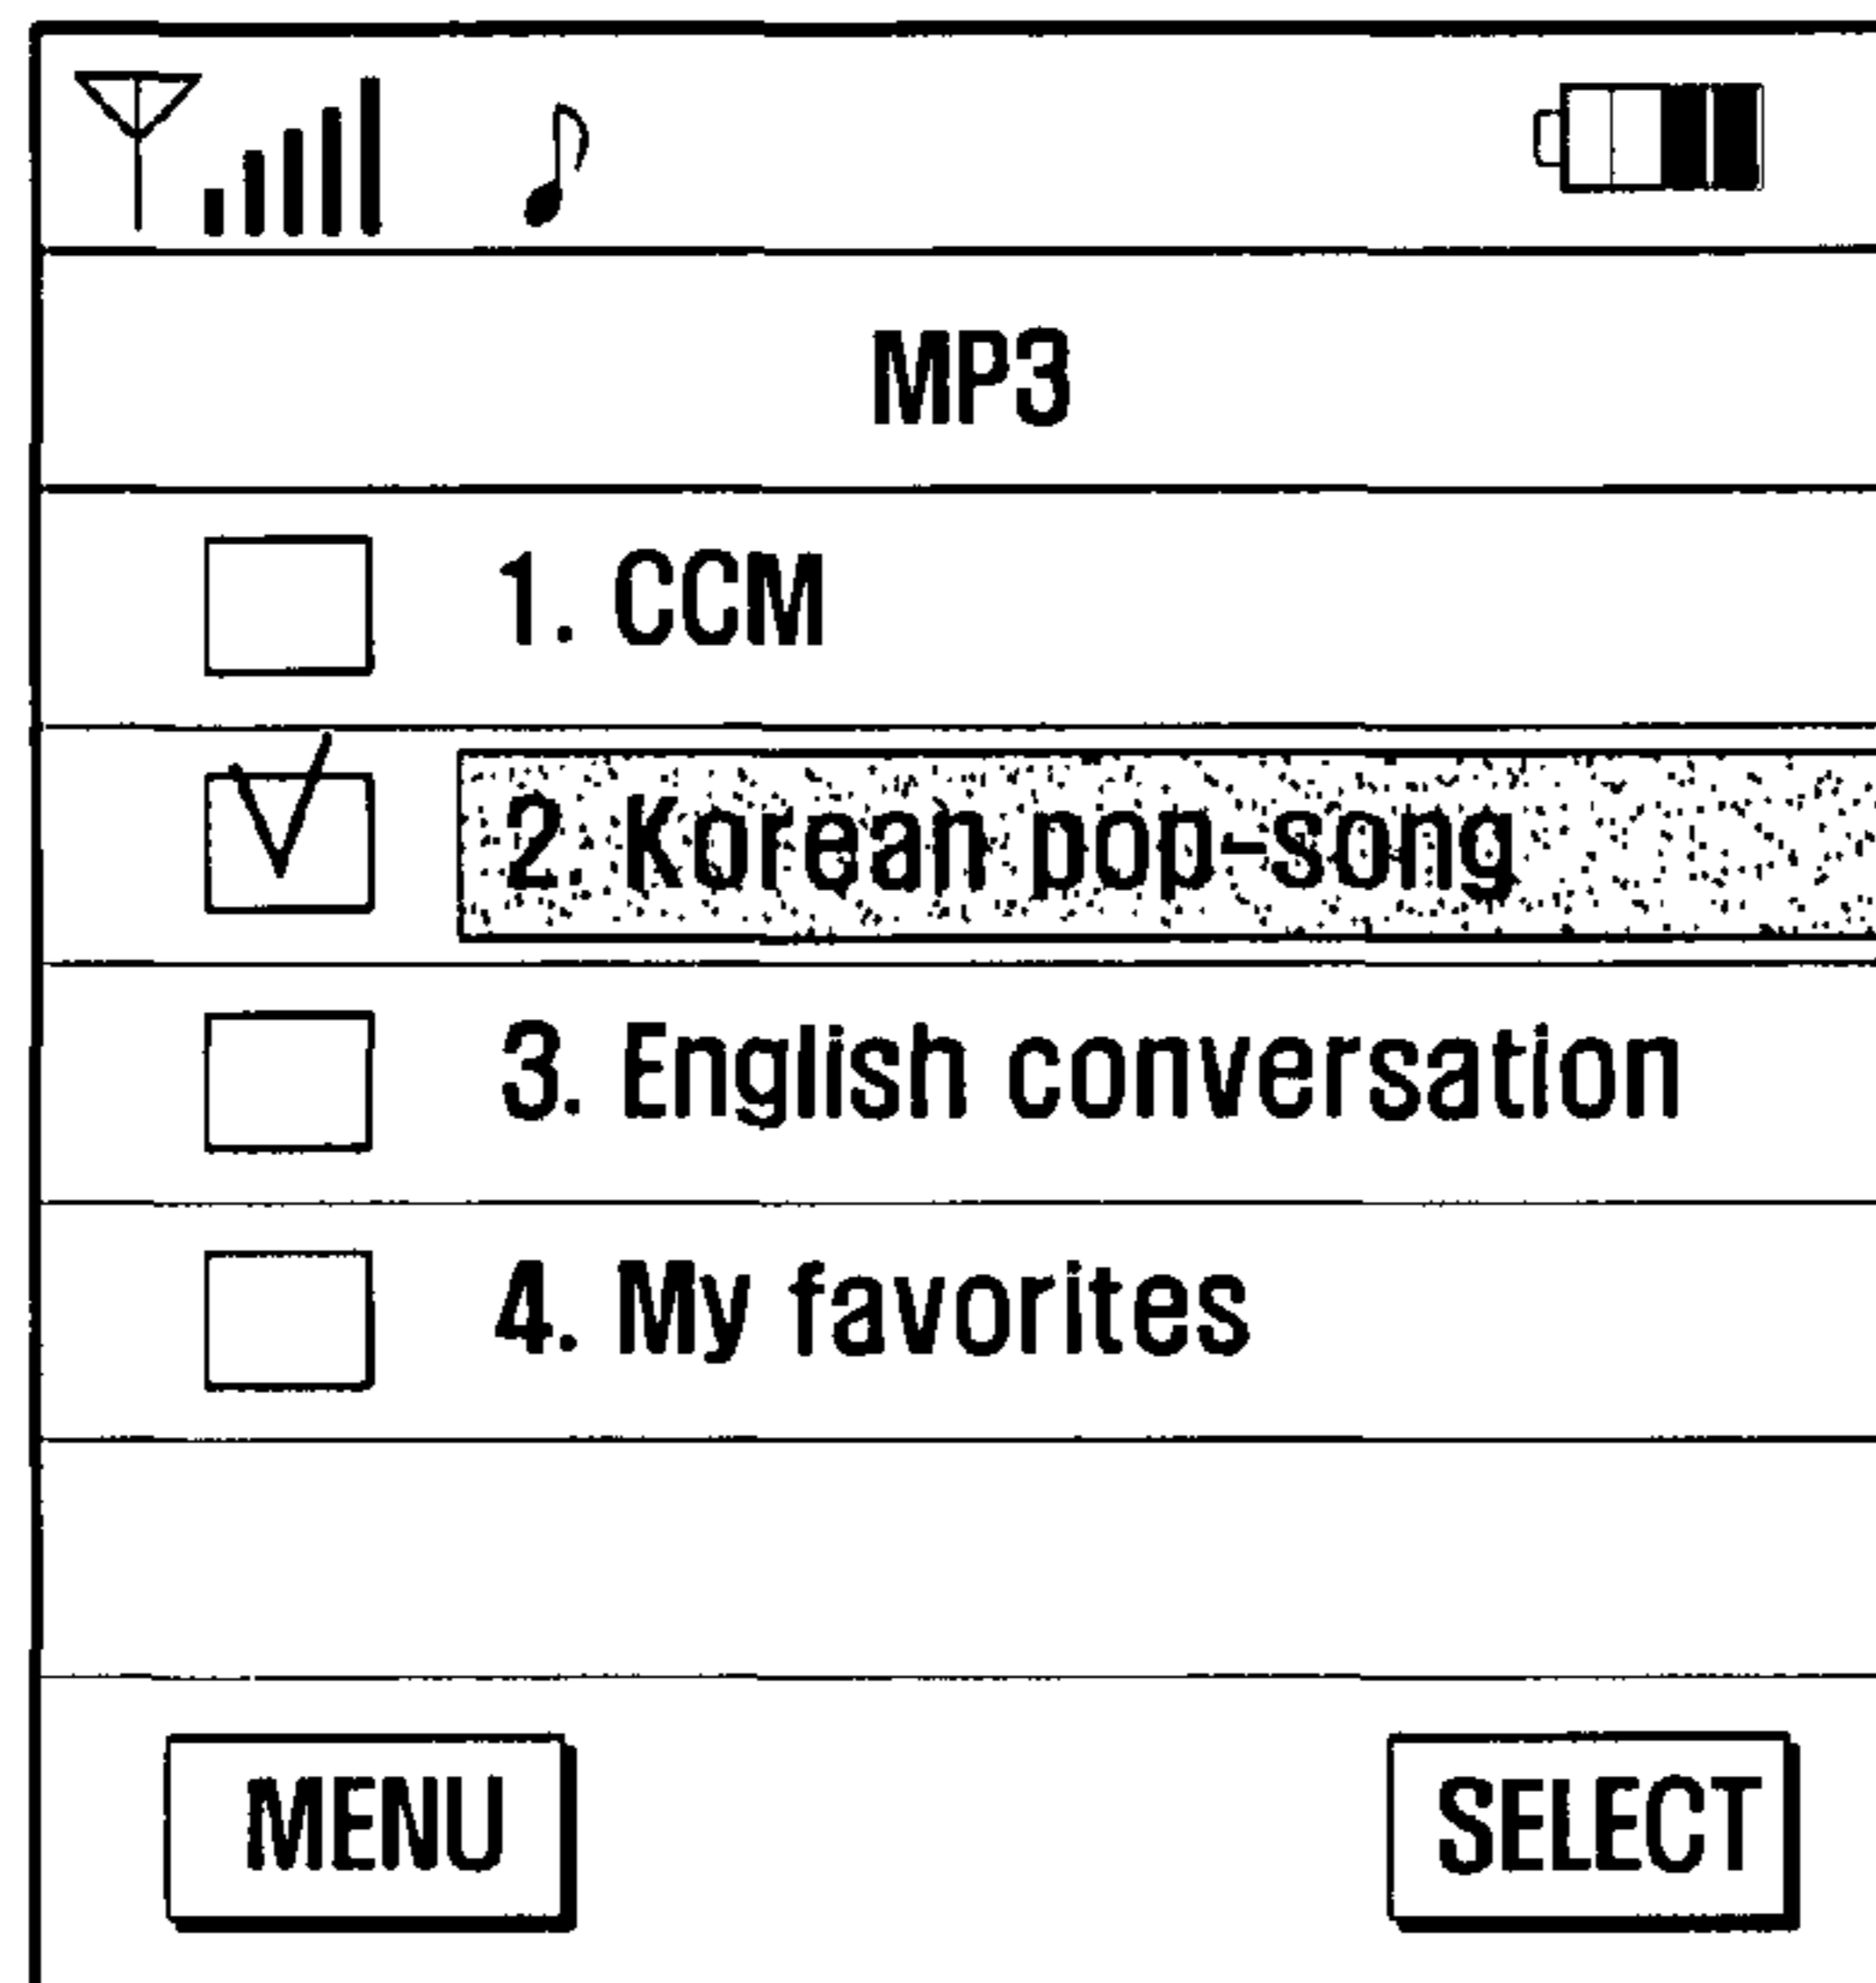 MP3
1. CCM
2. Korean pop-song
3. English conversation
4. My favorites
MENU SELECT